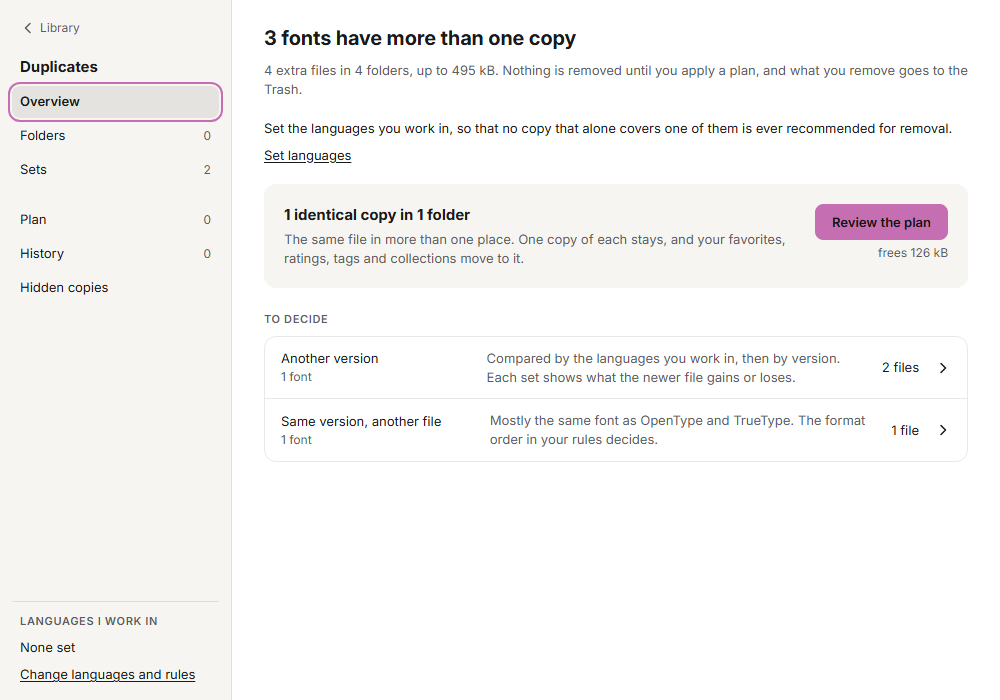 Library
Duplicates
Overview
Folders 0
Sets 2
Plan 0
History 0
Hidden copies
LANGUAGES I WORK IN
None set
Change languages and rules
3 fonts have more than one copy
4 extra files in 4 folders, up to 495 kB. Nothing is removed until you apply a plan, and what you remove goes to the
Trash.
Set the languages you work in, so that no copy that alone covers one of them is ever recommended for removal.
Set languages
1 identical copy in 1 folder
The same file in more than one place. One copy of each stays, and your favorites,
ratings, tags and collections move to it.
Review the plan
frees 126 kB
TO DECIDE
Another version
1 font
Compared by the languages you work in, then by version.
Each set shows what the newer file gains or loses.
2 files
Same version, another file
1 font
Mostly the same font as OpenType and TrueType. The format
order in your rules decides.
1 file